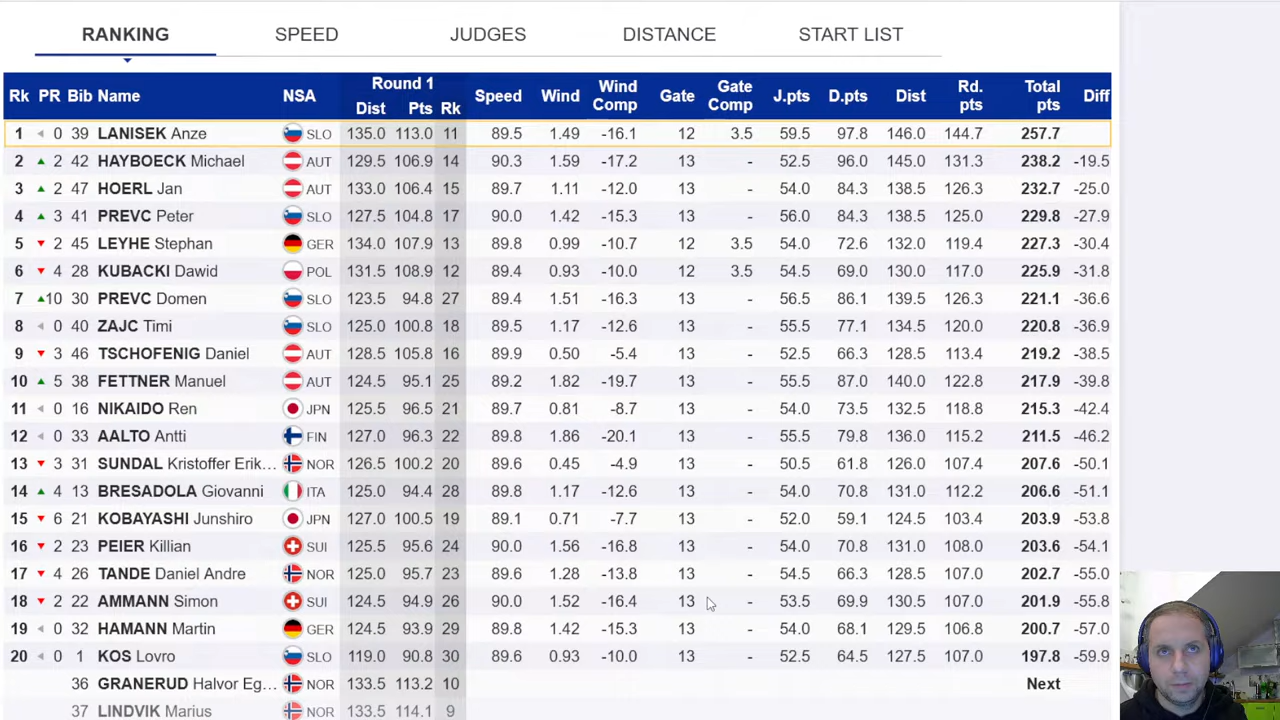 RANKING SPEED JUDGES DISTANCE START LIST
Round 1
Rk PR Bib Name NSA Dist Pts Rk Speed Wind Wind Comp Gate Gate Comp J.pts D.pts Dist Rd. pts Total pts Diff
1 0 39 LANISEK Anze SLO 135.0 113.0 11 89.5 1.49 -16.1 12 3.5 59.5 97.8 146.0 144.7 257.7
2 2 42 HAYBOECK Michael AUT 129.5 106.9 14 90.3 1.59 -17.2 13 - 52.5 96.0 145.0 131.3 238.2 -19.5
3 2 47 HOERL Jan AUT 133.0 106.4 15 89.7 1.11 -12.0 13 - 54.0 84.3 138.5 126.3 232.7 -25.0
4 3 41 PREVC Peter SLO 127.5 104.8 17 90.0 1.42 -15.3 13 - 56.0 84.3 138.5 125.0 229.8 -27.9
5 2 45 LEYHE Stephan GER 134.0 107.9 13 89.8 0.99 -10.7 12 3.5 54.0 72.6 132.0 119.4 227.3 -30.4
6 4 28 KUBACKI Dawid POL 131.5 108.9 12 89.4 0.93 -10.0 12 3.5 54.5 69.0 130.0 117.0 225.9 -31.8
7 10 30 PREVC Domen SLO 123.5 94.8 27 89.4 1.51 -16.3 13 - 56.5 86.1 139.5 126.3 221.1 -36.6
8 0 40 ZAJC Timi SLO 125.0 100.8 18 89.5 1.17 -12.6 13 - 55.5 77.1 134.5 120.0 220.8 -36.9
9 3 46 TSCHOFENIG Daniel AUT 128.5 105.8 16 89.9 0.50 -5.4 13 - 52.5 66.3 128.5 113.4 219.2 -38.5
10 5 38 FETTNER Manuel AUT 124.5 95.1 25 89.2 1.82 -19.7 13 - 55.5 87.0 140.0 122.8 217.9 -39.8
11 0 16 NIKAIDO Ren JPN 125.5 96.5 21 89.7 0.81 -8.7 13 - 54.0 73.5 132.5 118.8 215.3 -42.4
12 0 33 AALTO Antti FIN 127.0 96.3 22 89.8 1.86 -20.1 13 - 55.5 79.8 136.0 115.2 211.5 -46.2
13 3 31 SUNDAL Kristoffer Erik... NOR 126.5 100.2 20 89.6 0.45 -4.9 13 - 50.5 61.8 126.0 107.4 207.6 -50.1
14 4 13 BRESADOLA Giovanni ITA 125.0 94.4 28 89.8 1.17 -12.6 13 - 54.0 70.8 131.0 112.2 206.6 -51.1
15 6 21 KOBAYASHI Junshiro JPN 127.0 100.5 19 89.1 0.71 -7.7 13 - 52.0 59.1 124.5 103.4 203.9 -53.8
16 2 23 PEIER Killian SUI 125.5 95.6 24 90.0 1.56 -16.8 13 - 54.0 70.8 131.0 108.0 203.6 -54.1
17 4 26 TANDE Daniel Andre NOR 125.0 95.7 23 89.6 1.28 -13.8 13 - 54.5 66.3 128.5 107.0 202.7 -55.0
18 2 22 AMMANN Simon SUI 124.5 94.9 26 90.0 1.52 -16.4 13 - 53.5 69.9 130.5 107.0 201.9 -55.8
19 0 32 HAMANN Martin GER 124.5 93.9 29 89.8 1.42 -15.3 13 - 54.0 68.1 129.5 106.8 200.7 -57.0
20 0 1 KOS Lovro SLO 119.0 90.8 30 89.6 0.93 -10.0 13 - 52.5 64.5 127.5 107.0 197.8 -59.9
36 GRANERUD Halvor Eg... NOR 133.5 113.2 10 Next
37 LINDVIK Marius NOR 133.5 114.1 9